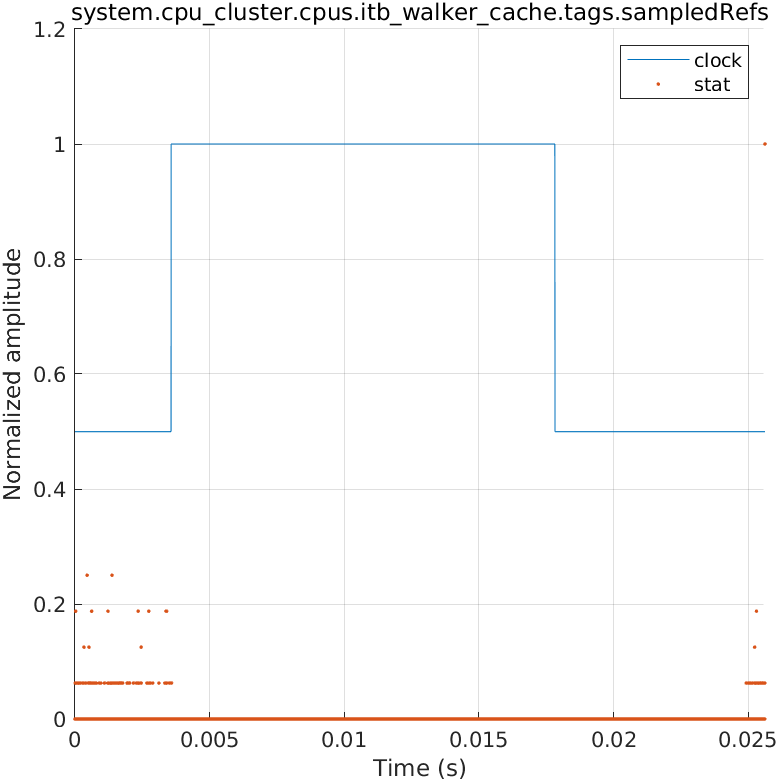 system.cpu_cluster.cpus.itb_walker_cache.tags.sampledRefs
1.2
clock
stat
1
0.8
0.6
0.4
0.2
0
Normalized amplitude
0 0.005 0.01 0.015 0.02 0.025
Time (s)